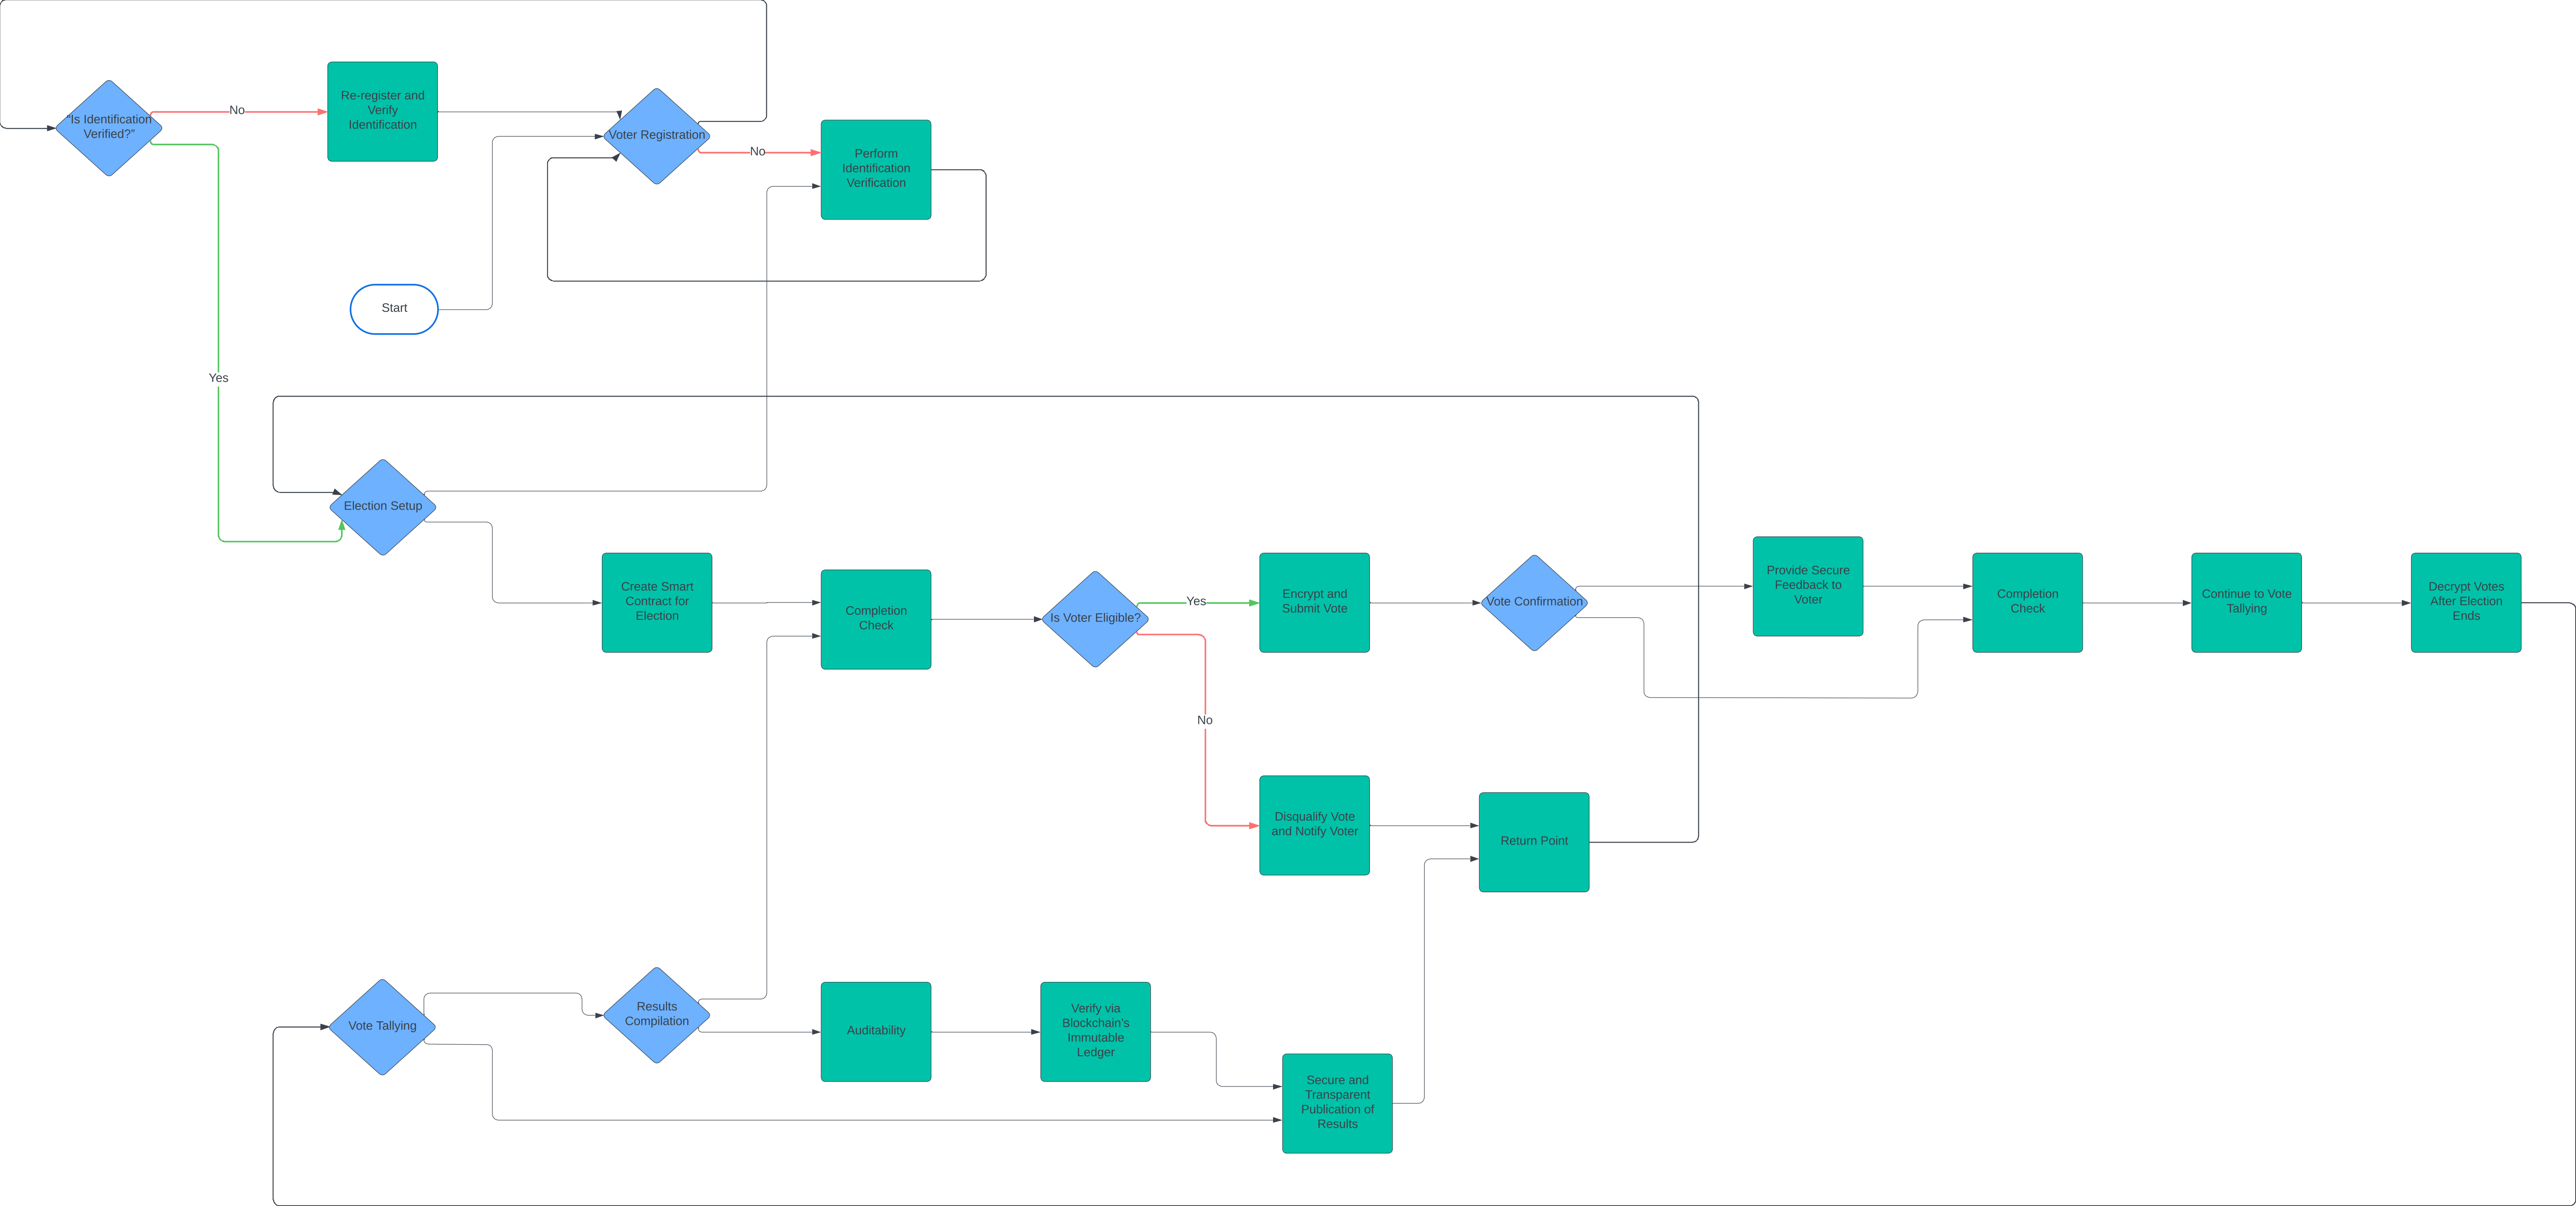 Re-register and
Verify
Identification
No
"Is Identification
Verified?"
Voter Registration
No
Perform
Identification
Verification
Start
Yes
Election Setup
Create Smart
Contract for
Election
Completion
Check
Is Voter Eligible?
Yes
Encrypt and
Submit Vote
Vote Confirmation
Provide Secure
Feedback to
Voter
Completion
Check
Continue to Vote
Tallying
Decrypt Votes
After Election
Ends
No
Disqualify Vote
and Notify Voter
Return Point
Vote Tallying
Results
Compilation
Auditability
Verify via
Blockchain's
Immutable
Ledger
Secure and
Transparent
Publication of
Results